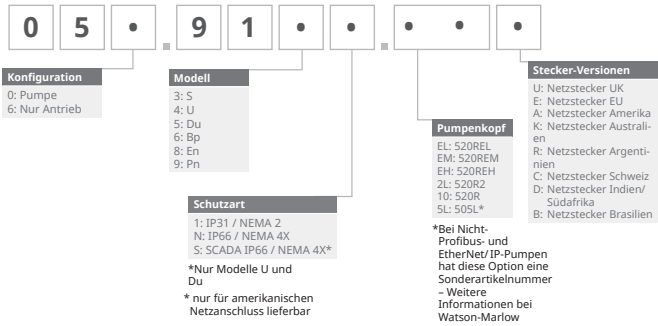 0 5 • . 9 1 • • . • • •
Konfiguration
0: Pumpe
6: Nur Antrieb
Modell
3: S
4: U
5: Du
6: Bp
8: En
9: Pn
Schutzart
1: IP31 / NEMA 2
N: IP66 / NEMA 4X
S: SCADA IP66 / NEMA 4X*
*Nur Modelle U und
Du
* nur für amerikanischen
Netzanschluss lieferbar
Pumpenkopf
EL: 520REL
EM: 520REM
EH: 520REH
2L: 520R2
10: 520R
5L: 505L*
*Bei Nicht-
Profibus- und
EtherNet/IP-Pumpen
hat diese Option eine
Sonderartikelnummer
– Weitere
Informationen bei
Watson-Marlow
Stecker-Versionen
U: Netzstecker UK
E: Netzstecker EU
A: Netzstecker Amerika
K: Netzstecker Australi-
en
R: Netzstecker Argenti-
nien
C: Netzstecker Schweiz
D: Netzstecker Indien/
Südafrika
B: Netzstecker Brasilien